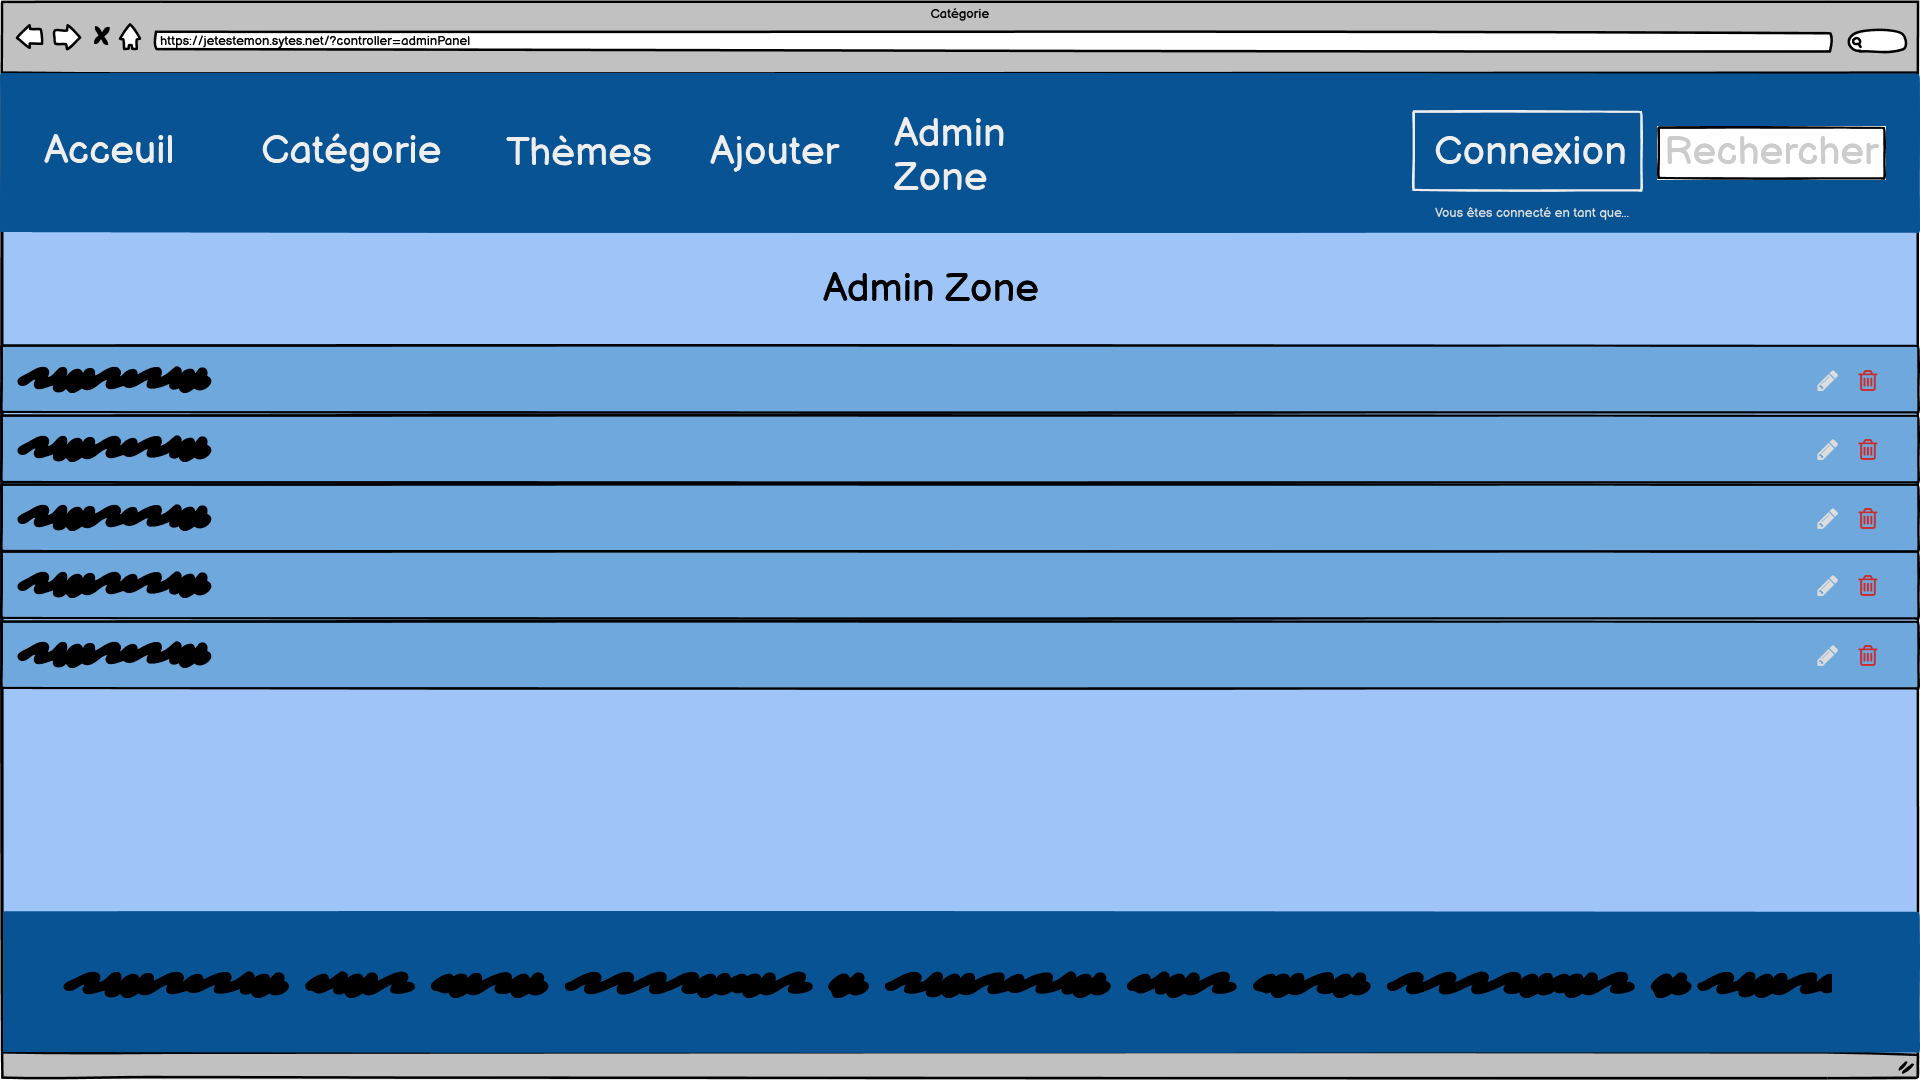 Catégorie
https://jetestemon.sytes.net/?controller=adminPanel
Acceuil
Catégorie
Thèmes
Ajouter
Admin
Zone
Connexion
Rechercher
Vous êtes connecté en tant que...
Admin Zone